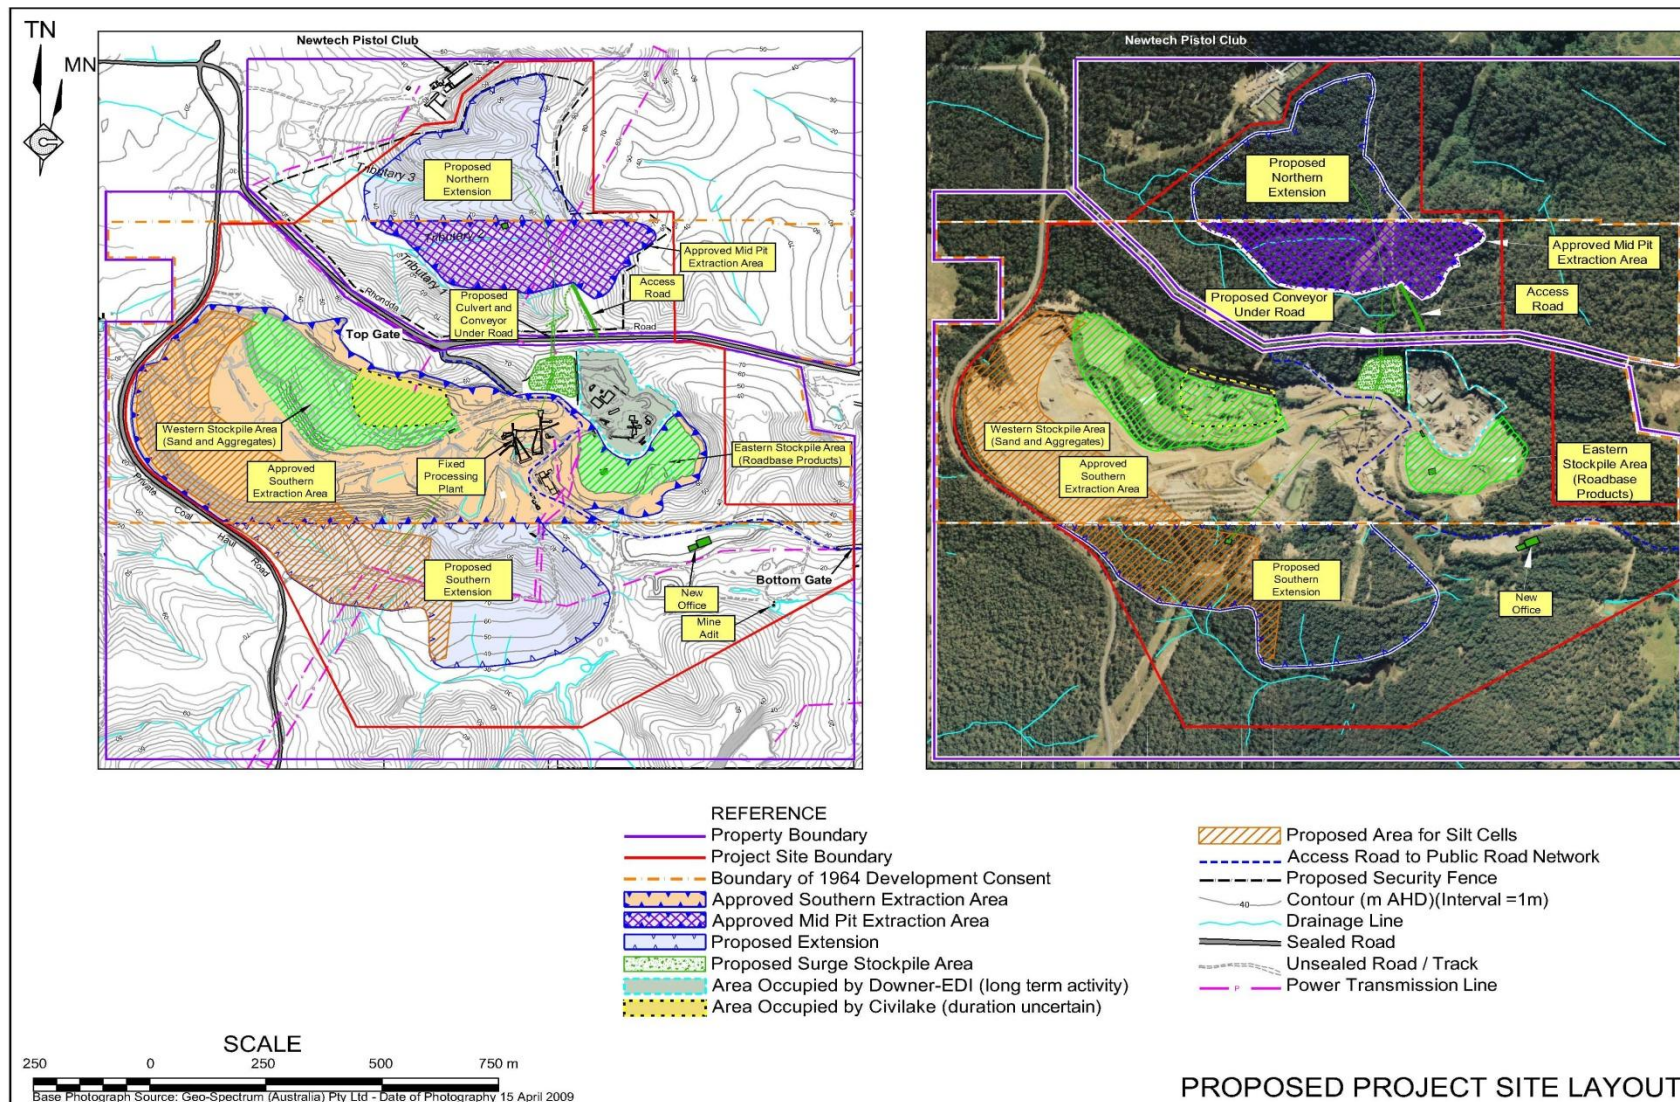 TN
MN
Newtech Pistol Club
Proposed
Northern
Extension
Tributary 3
Tributary 2
Tributary 1
Approved Mid Pit
Extraction Area
Access
Road
Proposed
Culvert and
Conveyor
Under Road
Rhondda
Road
Top Gate
Western Stockpile Area
(Sand and Aggregates)
Approved
Southern
Extraction Area
Fixed
Processing
Plant
Eastern Stockpile Area
(Roadbase Products)
Private
Coal
Haul
Road
Proposed
Southern
Extension
New
Office
Bottom Gate
Mine
Adit
Newtech Pistol Club
Proposed
Northern
Extension
Approved Mid Pit
Extraction Area
Proposed Conveyor
Under Road
Access
Road
Western Stockpile Area
(Sand and Aggregates)
Approved
Southern
Extraction Area
Eastern
Stockpile Area
(Roadbase
Products)
Proposed
Southern
Extension
New
Office
REFERENCE
Property Boundary
Project Site Boundary
Boundary of 1964 Development Consent
Approved Southern Extraction Area
Approved Mid Pit Extraction Area
Proposed Extension
Proposed Surge Stockpile Area
Area Occupied by Downer-EDI (long term activity)
Area Occupied by Civilake (duration uncertain)
Proposed Area for Silt Cells
Access Road to Public Road Network
Proposed Security Fence
40 Contour (m AHD)(Interval =1m)
Drainage Line
Sealed Road
Unsealed Road / Track
P Power Transmission Line
SCALE
250 0 250 500 750 m
Base Photograph Source: Geo-Spectrum (Australia) Pty Ltd - Date of Photography 15 April 2009
PROPOSED PROJECT SITE LAYOUT